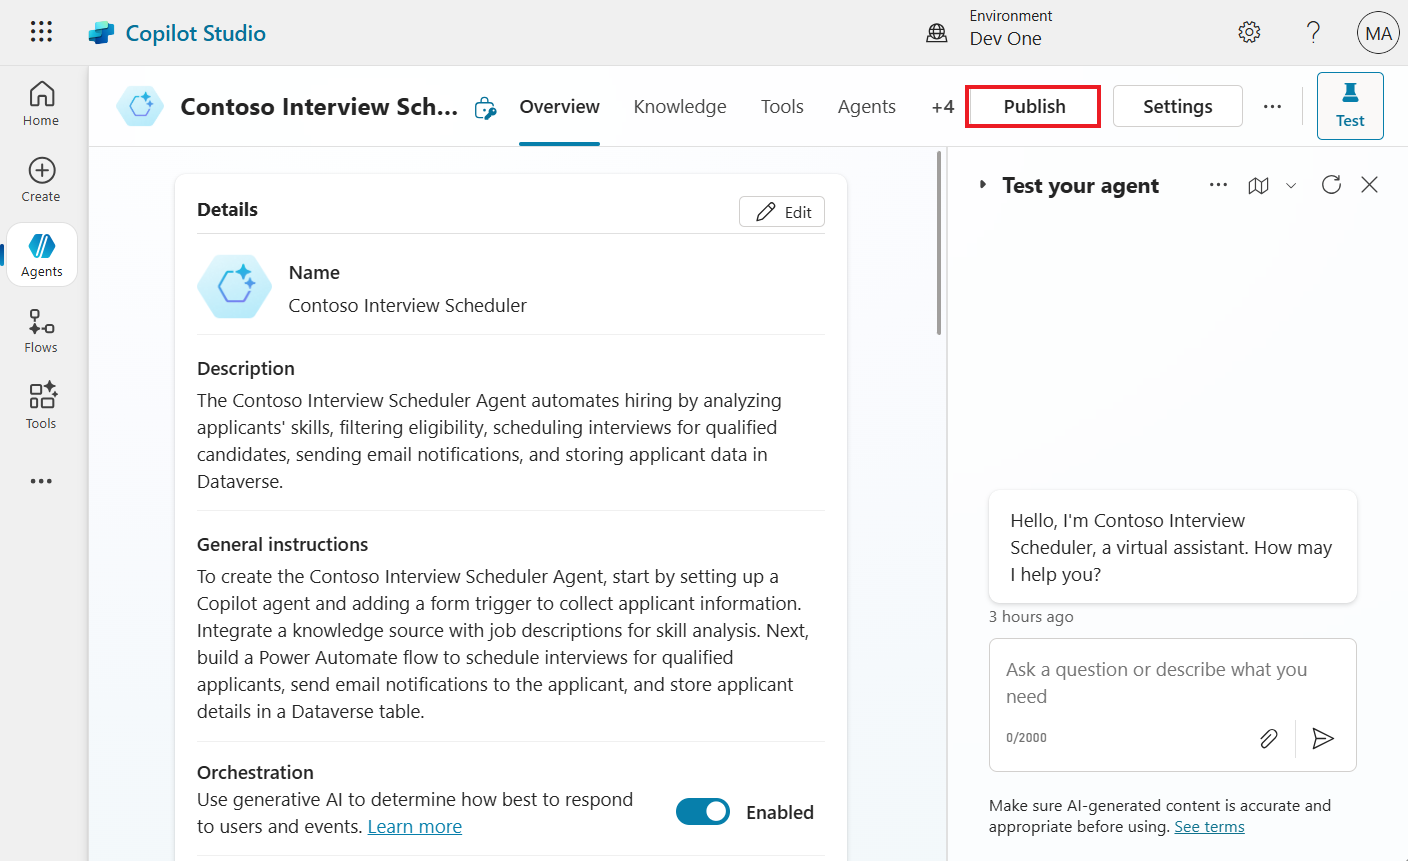 Copilot Studio
Environment
Dev One
MA
Home
Create
Agents
Flows
Tools
Contoso Interview Sch...
Overview
Knowledge
Tools
Agents
+4
Publish
Settings
Test
Details
Edit
Name
Contoso Interview Scheduler
Description
The Contoso Interview Scheduler Agent automates hiring by analyzing
applicants' skills, filtering eligibility, scheduling interviews for qualified
candidates, sending email notifications, and storing applicant data in
Dataverse.
General instructions
To create the Contoso Interview Scheduler Agent, start by setting up a
Copilot agent and adding a form trigger to collect applicant information.
Integrate a knowledge source with job descriptions for skill analysis. Next,
build a Power Automate flow to schedule interviews for qualified
applicants, send email notifications to the applicant, and store applicant
details in a Dataverse table.
Orchestration
Use generative AI to determine how best to respond
to users and events. Learn more
Enabled
Test your agent
Hello, I'm Contoso Interview
Scheduler, a virtual assistant. How may
I help you?
3 hours ago
Ask a question or describe what you
need
0/2000
Make sure AI-generated content is accurate and
appropriate before using. See terms